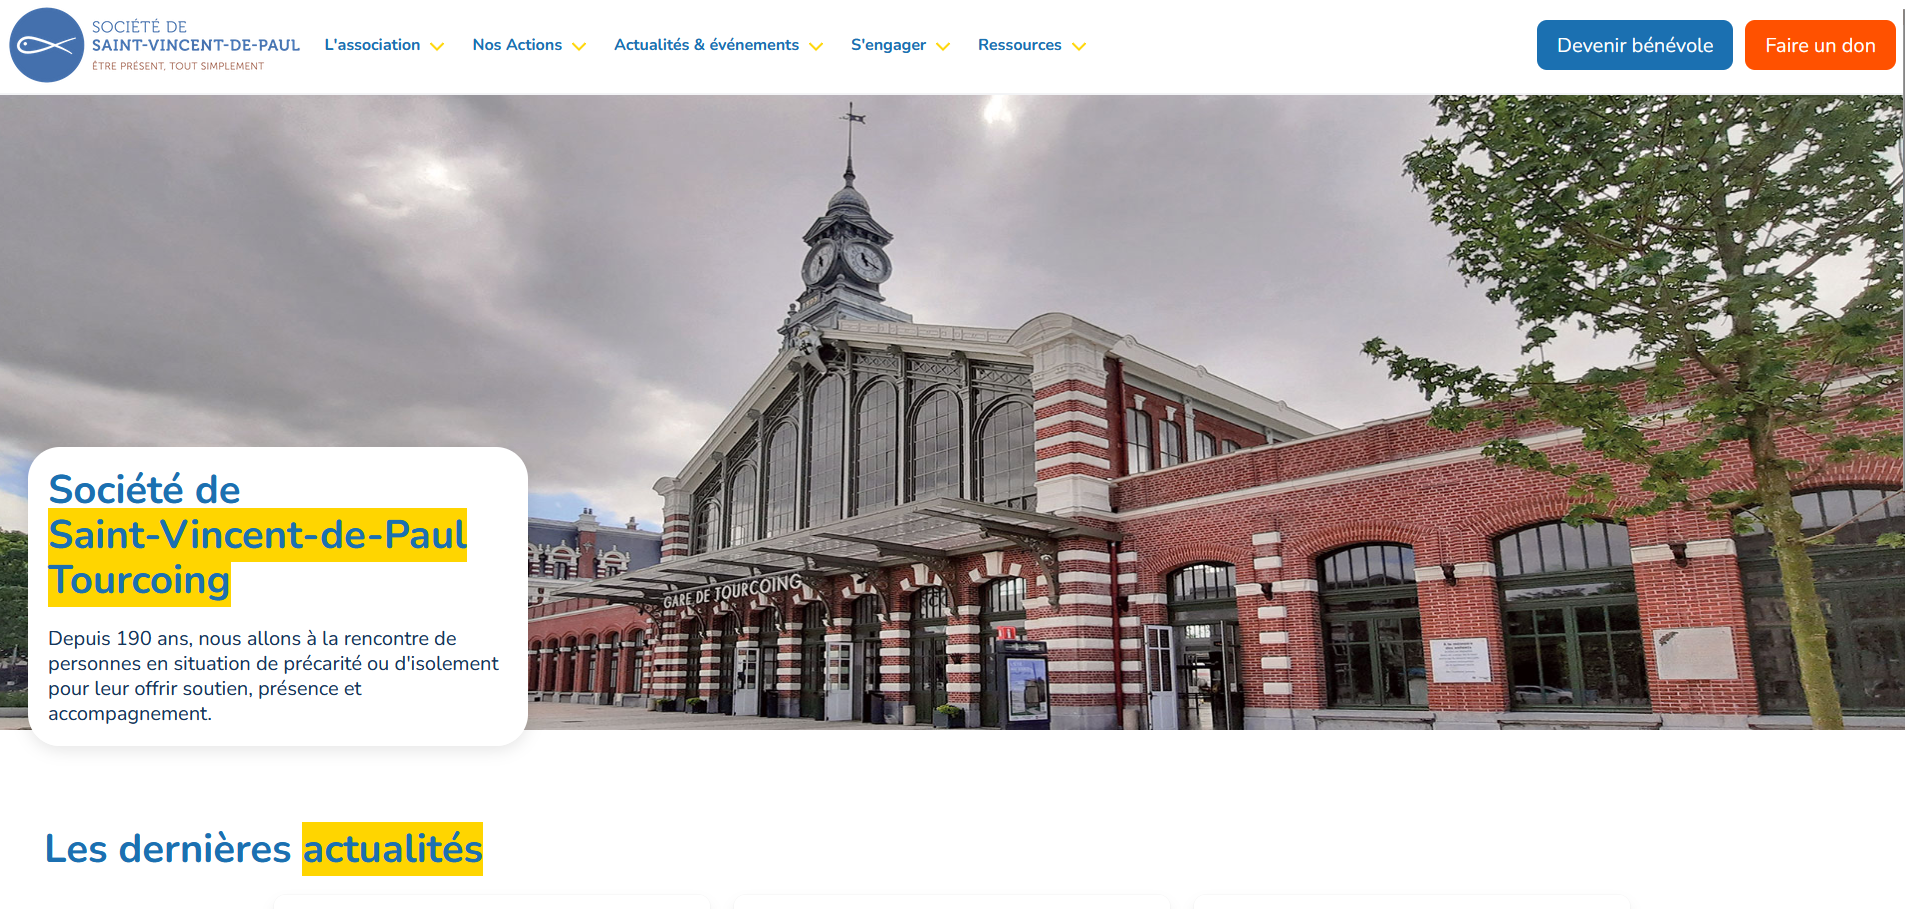 SOCIÉTÉ DE
SAINT-VINCENT-DE-PAUL
ÊTRE PRÉSENT, TOUT SIMPLEMENT
L'association
Nos Actions
Actualités & événements
S'engager
Ressources
Devenir bénévole
Faire un don
GARE DE TOURCOING
Société de
Saint-Vincent-de-Paul
Tourcoing
Depuis 190 ans, nous allons à la rencontre de
personnes en situation de précarité ou d'isolement
pour leur offrir soutien, présence et
accompagnement.
Les dernières actualités